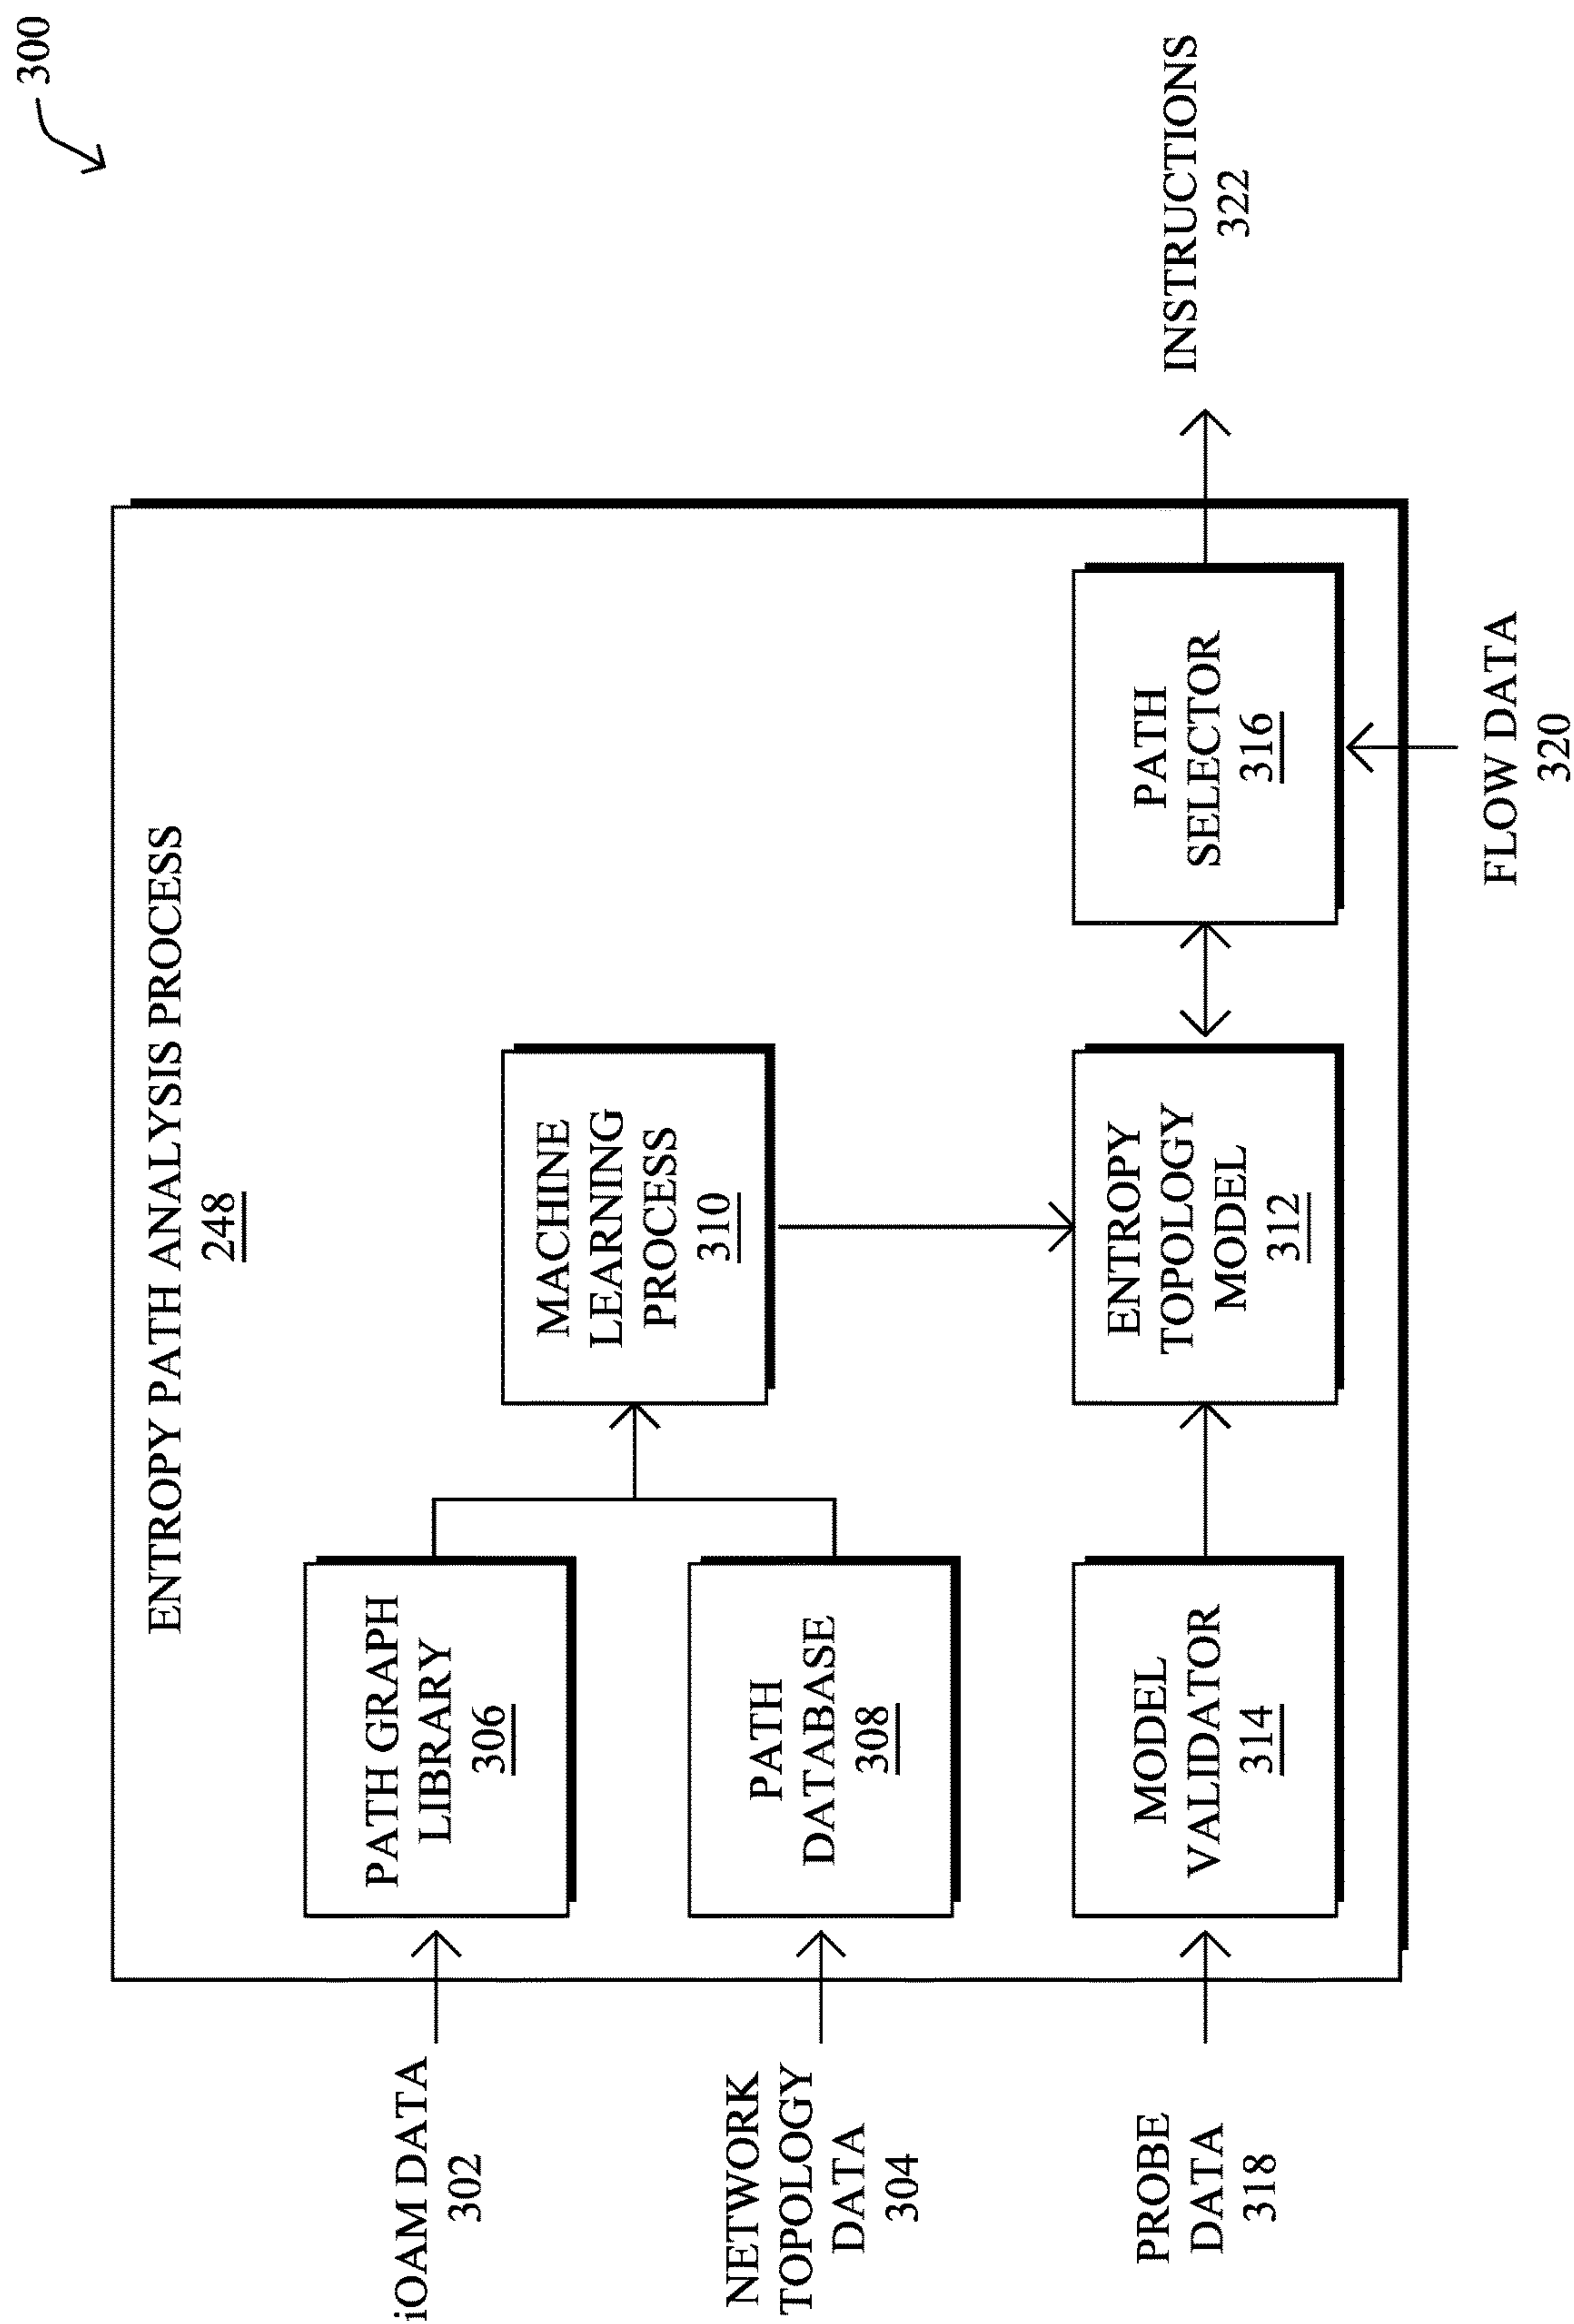 300
ENTROPY PATH ANALYSIS PROCESS
248
iOAM DATA
302
PATH GRAPH
LIBRARY
306
NETWORK
TOPOLOGY
DATA
304
PATH
DATABASE
308
MACHINE
LEARNING
PROCESS
310
PROBE
DATA
318
MODEL
VALIDATOR
314
ENTROPY
TOPOLOGY
MODEL
312
PATH
SELECTOR
316
INSTRUCTIONS
322
FLOW DATA
320